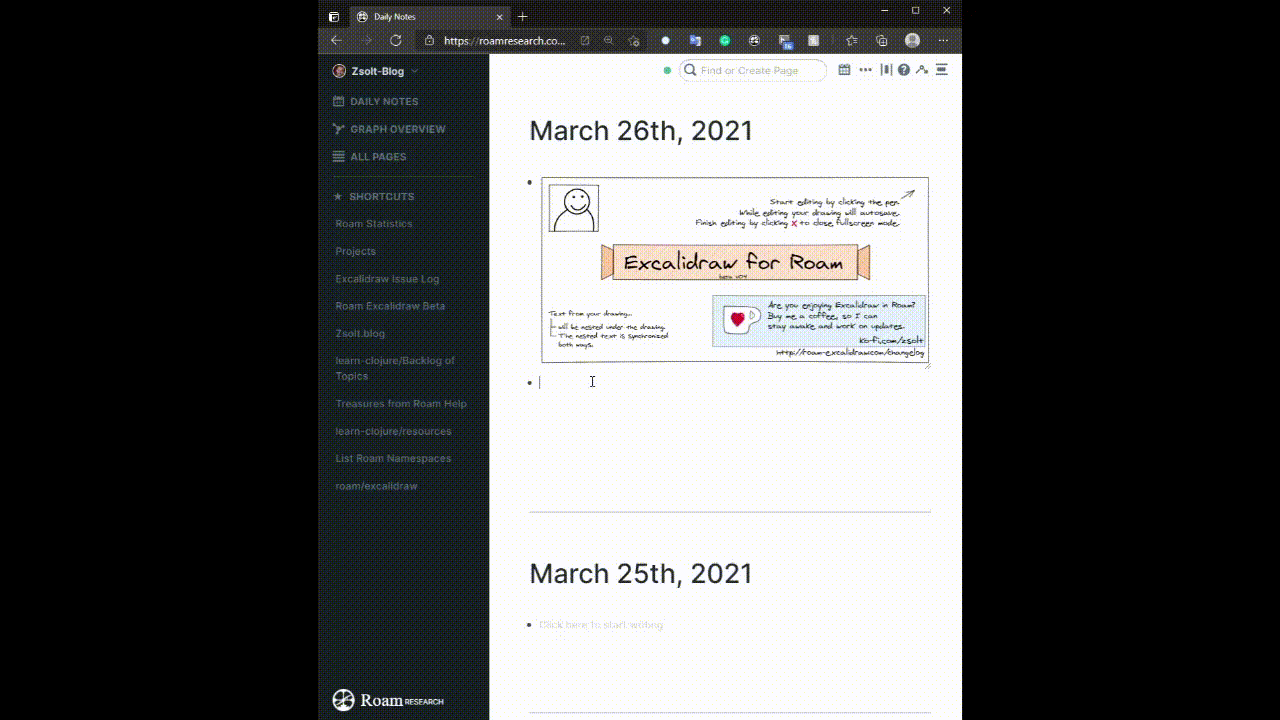 Daily Notes
https://roamresearch.co...
Zsolt-Blog
Find or Create Page
DAILY NOTES
GRAPH OVERVIEW
ALL PAGES
SHORTCUTS
Roam Statistics
Projects
Excalidraw Issue Log
Roam Excalidraw Beta
Zsolt.blog
learn-clojure/Backlog of
Topics
Treasures from Roam Help
learn-clojure/resources
List Roam Namespaces
roam/excalidraw
Roam RESEARCH
March 26th, 2021
Start editing by clicking the pen.
While editing your drawing will autosave.
Finish editing by clicking X to close fullscreen mode.
Excalidraw for Roam
Text from your drawing...
will be nested under the drawing.
The nested text is synchronized
both ways.
Are you enjoying Excalidraw in Roam?
Buy me a coffee, so I can
stay awake and work on updates.
ko-fi.com/zsolt
http://roam-excalidraw.com/changelog
March 25th, 2021
Click here to start writing